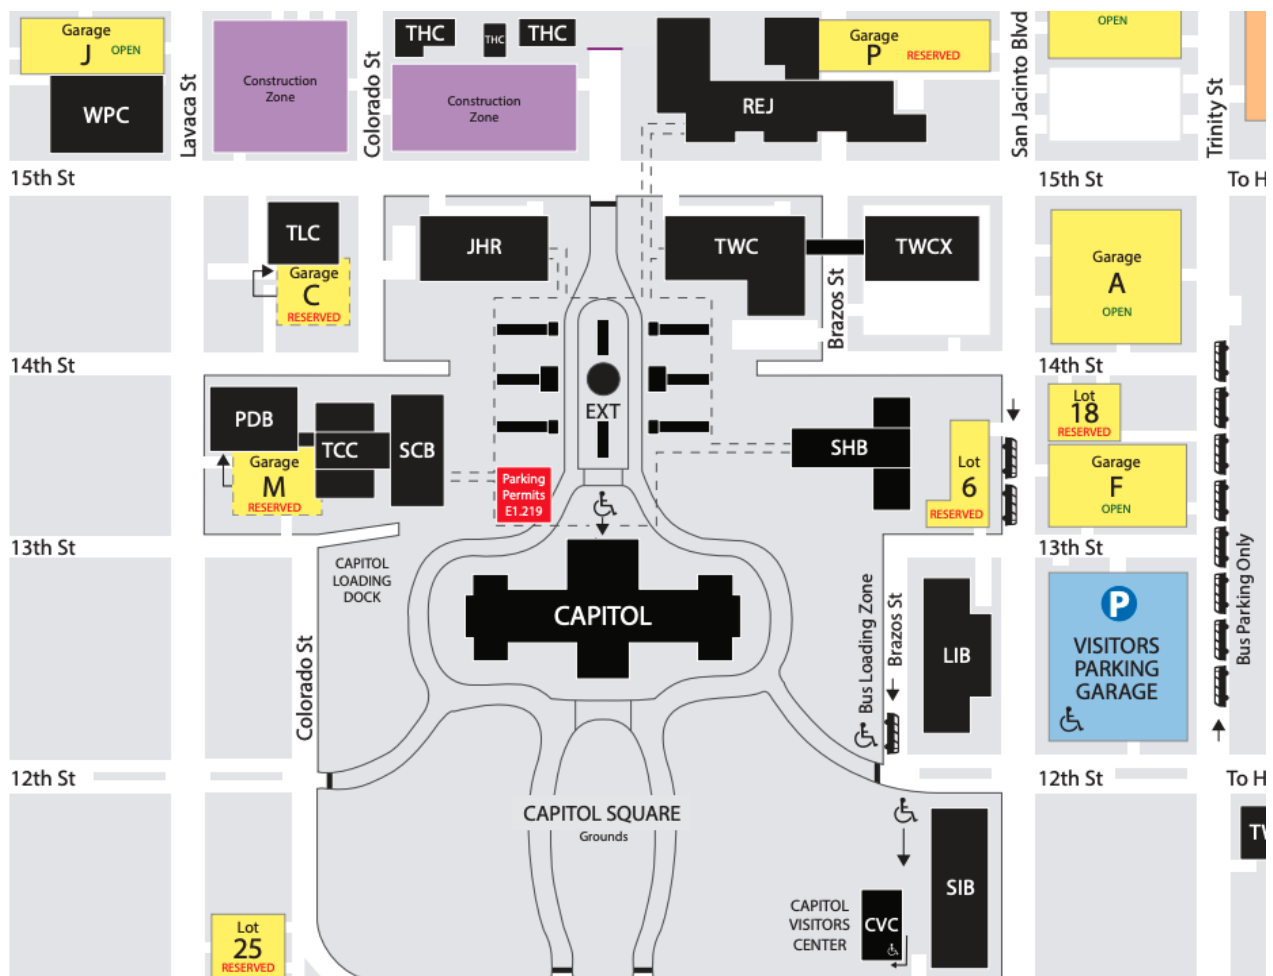 Garage
J OPEN
WPC
Lavaca St
Construction
Zone
Colorado St
THC
THC
THC
Construction
Zone
Garage
P RESERVED
REJ
San Jacinto Blvd
OPEN
Trinity St
15th St
15th St
To H
TLC
Garage
C
RESERVED
JHR
TWC
TWCX
Brazos St
Garage
A
OPEN
14th St
14th St
PDB
TCC
SCB
Garage
M
RESERVED
EXT
Parking
Permits
E1.219
SHB
Lot
6
RESERVED
Lot
18
RESERVED
Garage
F
OPEN
13th St
13th St
CAPITOL
LOADING
DOCK
CAPITOL
Colorado St
Bus Loading Zone
Brazos St
LIB
P
VISITORS
PARKING
GARAGE
Bus Parking Only
12th St
12th St
To H
CAPITOL SQUARE
Grounds
TW
SIB
CAPITOL
VISITORS
CENTER
CVC
Lot
25
RESERVED